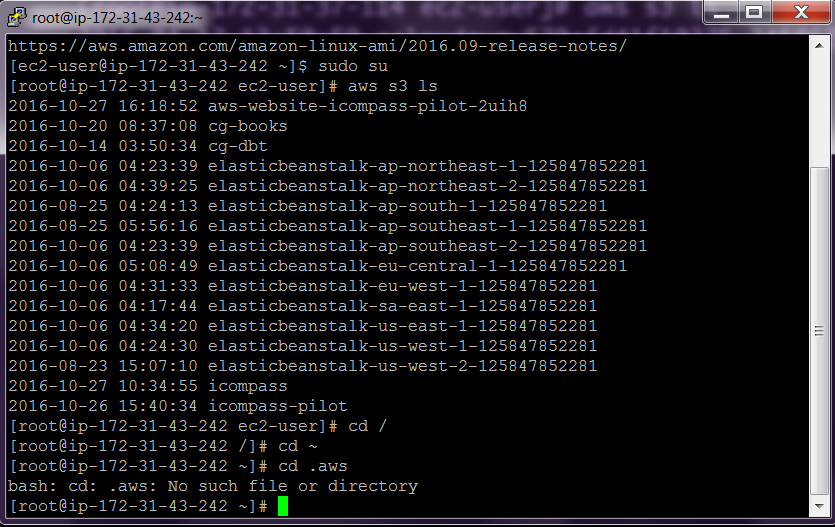 root@ip-172-31-43-242:~
https://aws.amazon.com/amazon-linux-ami/2016.09-release-notes/
[ec2-user@ip-172-31-43-242 ~]$ sudo su
[root@ip-172-31-43-242 ec2-user]# aws s3 ls
2016-10-27 16:18:52 aws-website-icompass-pilot-2uih8
2016-10-20 08:37:08 cg-books
2016-10-14 03:50:34 cg-dbt
2016-10-06 04:23:39 elasticbeanstalk-ap-northeast-1-125847852281
2016-10-06 04:39:25 elasticbeanstalk-ap-northeast-2-125847852281
2016-08-25 04:24:13 elasticbeanstalk-ap-south-1-125847852281
2016-08-25 05:56:16 elasticbeanstalk-ap-southeast-1-125847852281
2016-10-06 04:23:39 elasticbeanstalk-ap-southeast-2-125847852281
2016-10-06 05:08:49 elasticbeanstalk-eu-central-1-125847852281
2016-10-06 04:31:33 elasticbeanstalk-eu-west-1-125847852281
2016-10-06 04:17:44 elasticbeanstalk-sa-east-1-125847852281
2016-10-06 04:34:20 elasticbeanstalk-us-east-1-125847852281
2016-10-06 04:24:30 elasticbeanstalk-us-west-1-125847852281
2016-08-23 15:07:10 elasticbeanstalk-us-west-2-125847852281
2016-10-27 10:34:55 icompass
2016-10-26 15:40:34 icompass-pilot
[root@ip-172-31-43-242 ec2-user]# cd /
[root@ip-172-31-43-242 /]# cd ~
[root@ip-172-31-43-242 ~]# cd .aws
bash: cd: .aws: No such file or directory
[root@ip-172-31-43-242 ~]#